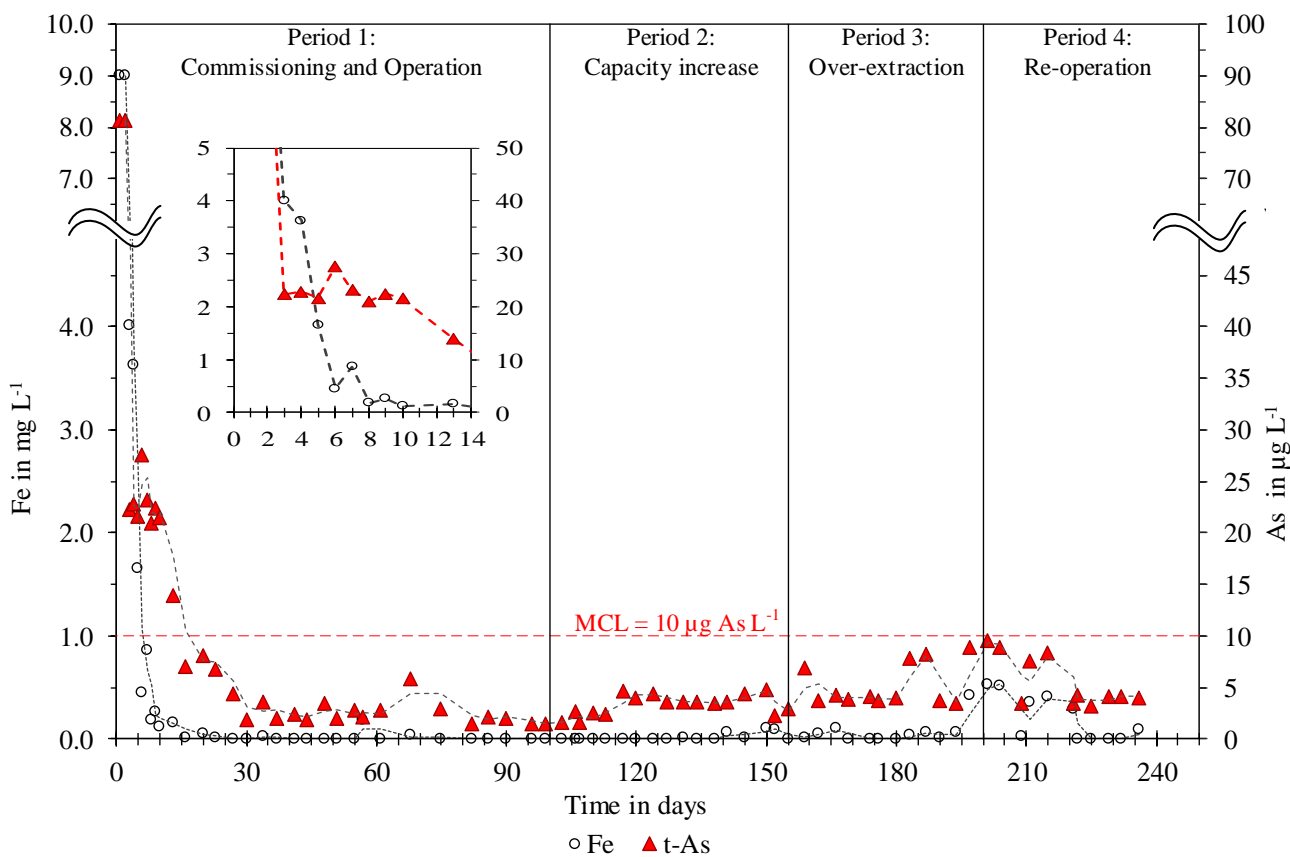 Period 1:
Commissioning and Operation
Period 2:
Capacity increase
Period 3:
Over-extraction
Period 4:
Re-operation
10.0
9.0
8.0
7.0
4.0
3.0
2.0
1.0
0.0
Fe in mg L-1
5
4
3
2
1
0
50
40
30
20
10
0
0 2 4 6 8 10 12 14
MCL = 10 µg As L-1
100
90
80
70
45
40
35
30
25
20
15
10
5
0
As in µg L-1
0 30 60 90 120 150 180 210 240
Time in days
Fe t-As